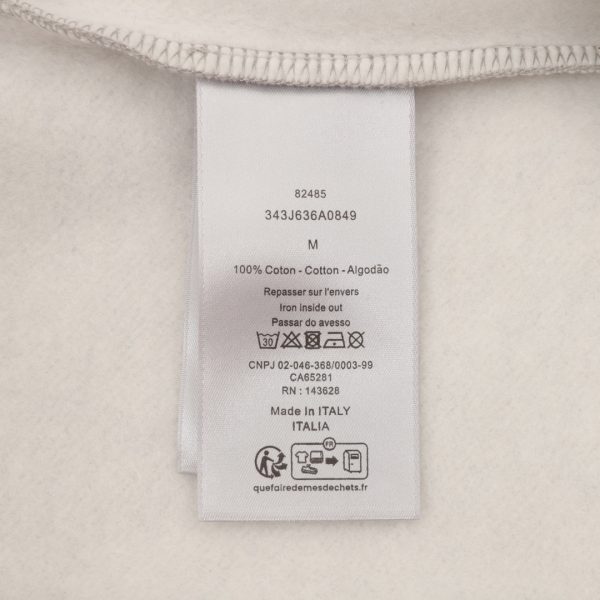 82485
343J636A0849
M
100% Coton - Cotton - Algodão
Repasser sur l'envers
Iron inside out
Passar do avesso
30
CNPJ 02-046-368/0003-99
CA65281
RN : 143628
Made In ITALY
ITALIA
FR
quefairedemesdechets.fr